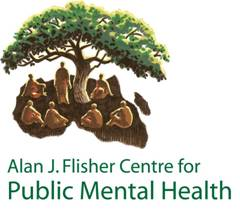 Alan J. Flisher Centre for
Public Mental Health